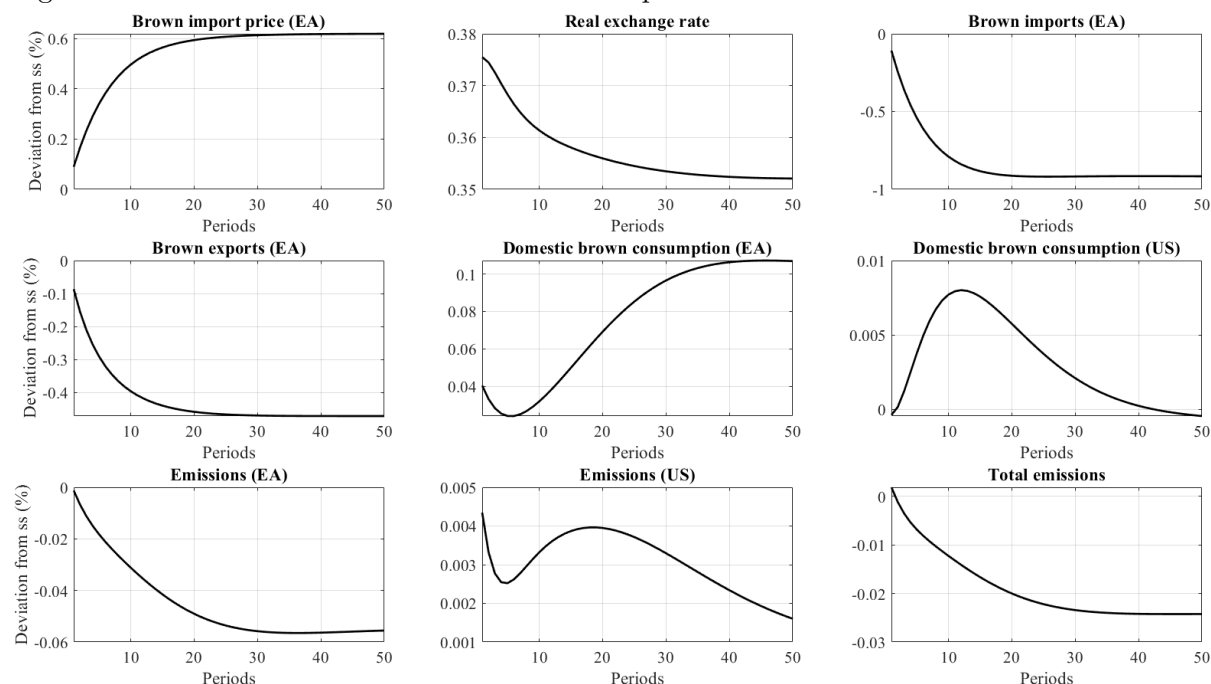 Brown import price (EA)
Real exchange rate
Brown imports (EA)
Deviation from ss (%)
0.6
0.4
0.2
0
10 20 30 40 50
Periods
0.38
0.37
0.36
0.35
10 20 30 40 50
Periods
0
-0.5
-1
10 20 30 40 50
Periods
Brown exports (EA)
Domestic brown consumption (EA)
Domestic brown consumption (US)
Deviation from ss (%)
0
-0.1
-0.2
-0.3
-0.4
10 20 30 40 50
Periods
0.1
0.08
0.06
0.04
10 20 30 40 50
Periods
0.01
0.005
0
10 20 30 40 50
Periods
Emissions (EA)
Emissions (US)
Total emissions
Deviation from ss (%)
0
-0.02
-0.04
-0.06
10 20 30 40 50
Periods
0.005
0.004
0.003
0.002
0.001
10 20 30 40 50
Periods
0
-0.01
-0.02
-0.03
10 20 30 40 50
Periods